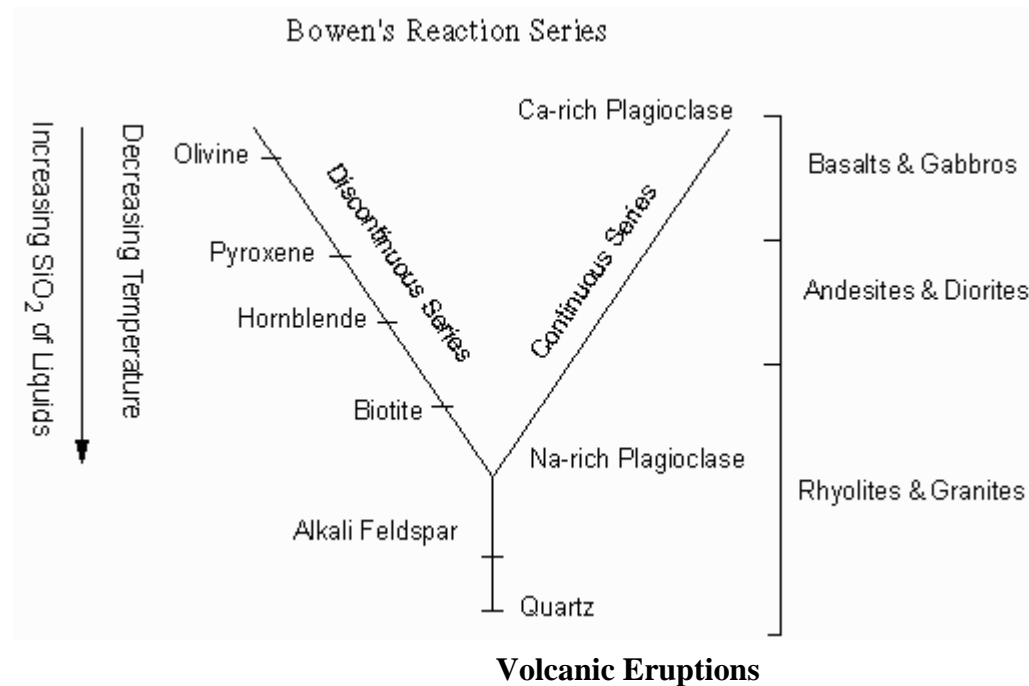 Bowen's Reaction Series
Increasing SiO2 of Liquids
Decreasing Temperature
Ca-rich Plagioclase
Olivine
Discontinuous Series
Continuous Series
Basalts & Gabbros
Pyroxene
Andesites & Diorites
Hornblende
Biotite
Na-rich Plagioclase
Rhyolites & Granites
Alkali Feldspar
Quartz
Volcanic Eruptions